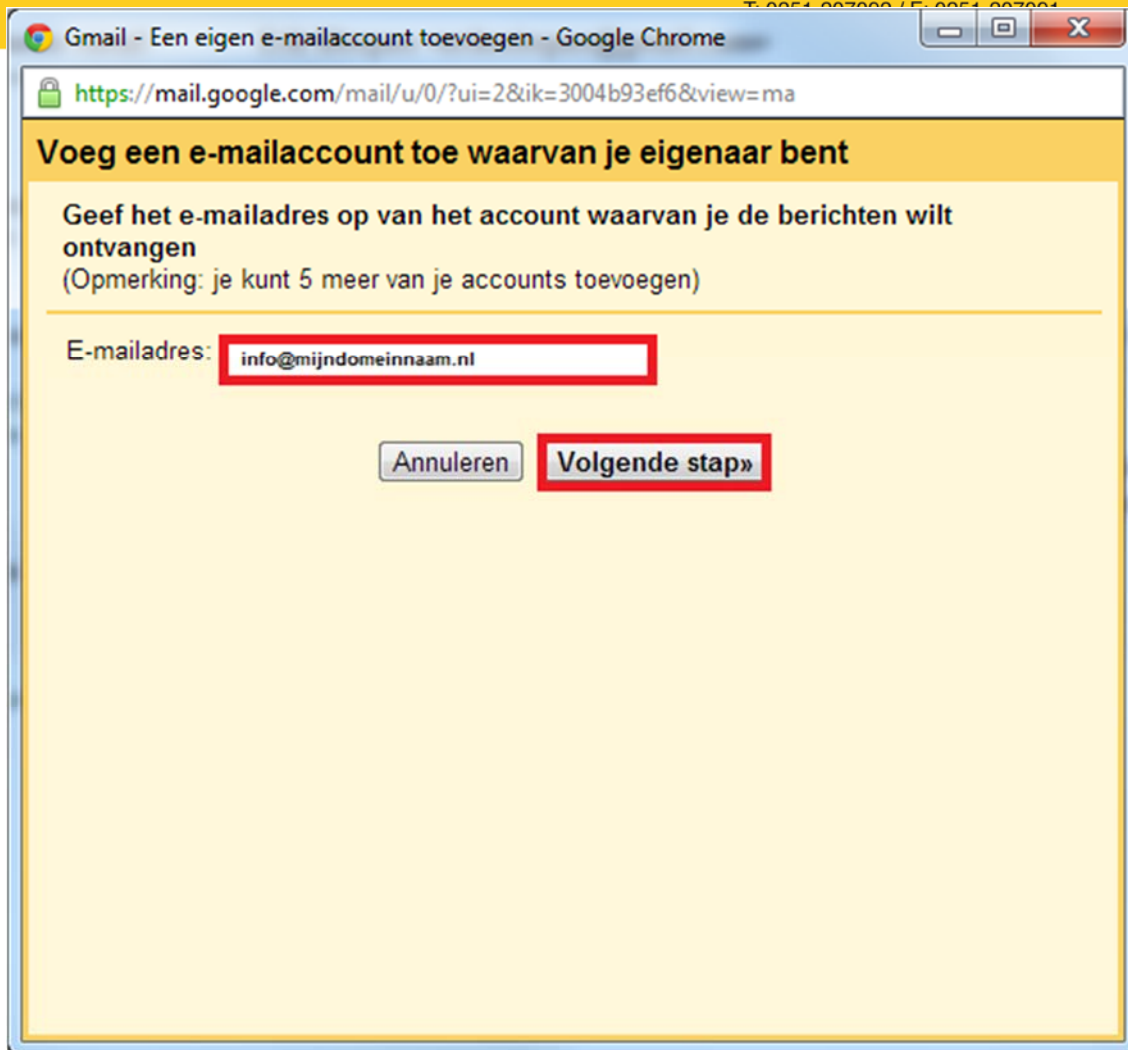 Gmail - Een eigen e-mailaccount toevoegen - Google Chrome
https://mail.google.com/mail/u/0/?ui=2&ik=3004b93ef6&view=ma
Voeg een e-mailaccount toe waarvan je eigenaar bent
Geef het e-mailadres op van het account waarvan je de berichten wilt
ontvangen
(Opmerking: je kunt 5 meer van je accounts toevoegen)
E-mailadres: info@mijndomeinnaam.nl
Annuleren Volgende stap»